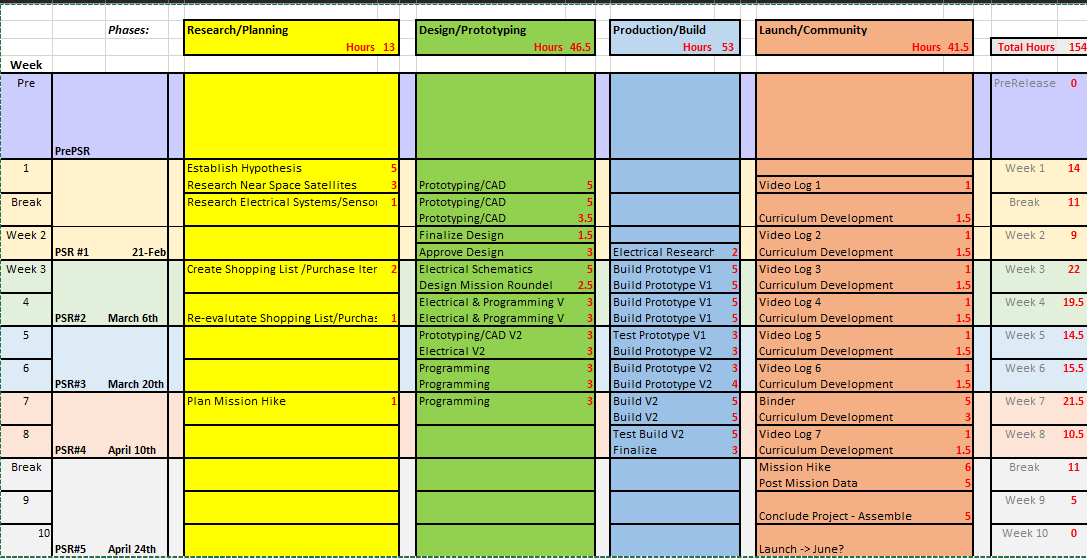 Phases: Research/Planning Design/Prototyping Production/Build Launch/Community
Hours 13 Hours 46.5 Hours 53 Hours 41.5 Total Hours 154
Week
Pre PreRelease 0
PrePSR
1 Establish Hypothesis 5 Week 1 14
Research Near Space Satellites 3 Prototyping/CAD 5 Video Log 1 1
Break Research Electrical Systems/Sensor 1 Prototyping/CAD 5 Break 11
Prototyping/CAD 3.5 Curriculum Development 1.5
Week 2 Finalize Design 1.5 Video Log 2 1 Week 2 9
PSR #1 21-Feb Approve Design 3 Electrical Research 2 Curriculum Development 1.5
Week 3 Create Shopping List /Purchase Iter 2 Electrical Schematics 5 Build Prototype V1 5 Video Log 3 1 Week 3 22
Design Mission Roundel 2.5 Build Prototype V1 5 Curriculum Development 1.5
4 Electrical & Programming V 3 Build Prototype V1 5 Video Log 4 1 Week 4 19.5
PSR#2 March 6th Re-evalutate Shopping List/Purchas 1 Electrical & Programming V 3 Build Prototype V1 5 Curriculum Development 1.5
5 Prototyping/CAD V2 3 Test Prototype V1 3 Video Log 5 1 Week 5 14.5
Electrical V2 3 Build Prototype V2 3 Curriculum Development 1.5
6 Programming 3 Build Prototype V2 3 Video Log 6 1 Week 6 15.5
PSR#3 March 20th Programming 3 Build Prototype V2 4 Curriculum Development 1.5
7 Plan Mission Hike 1 Programming 3 Build V2 5 Binder 5 Week 7 21.5
Build V2 5 Curriculum Development 3
8 Test Build V2 5 Video Log 7 1 Week 8 10.5
PSR#4 April 10th Finalize 3 Curriculum Development 1.5
Break Mission Hike 6 Break 11
Post Mission Data 5
9 Week 9 5
Conclude Project - Assemble 5
10 Week 10 0
PSR#5 April 24th Launch -> June?